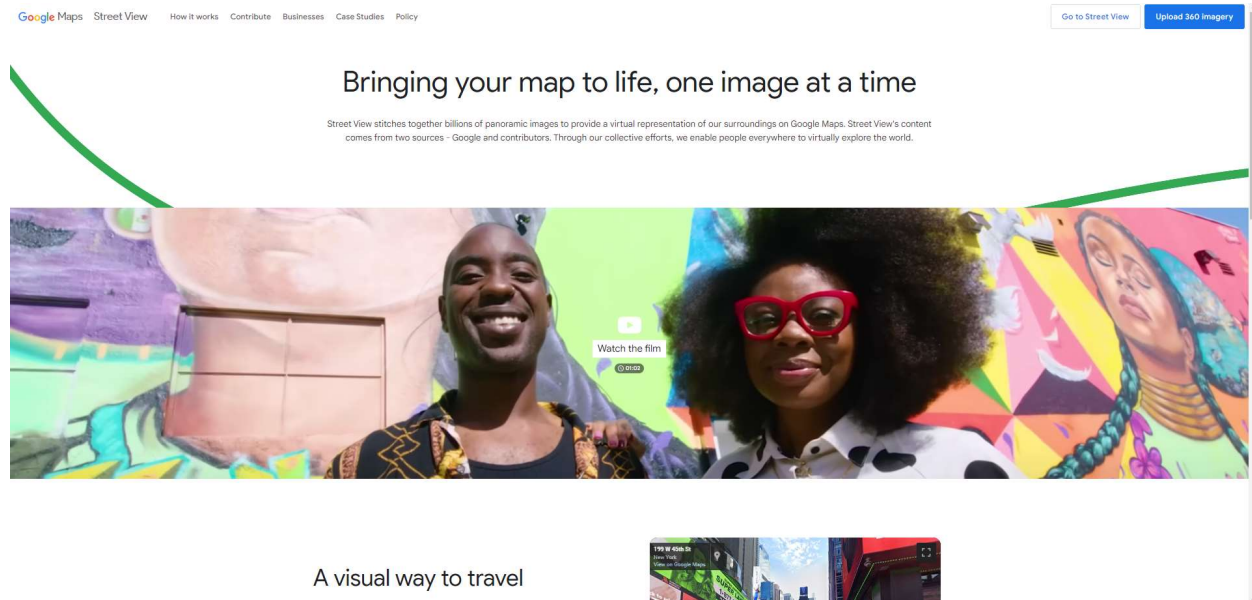 Google Maps Street View How it works Contribute Businesses Case Studies Policy Go to Street View Upload 360 imagery
Bringing your map to life, one image at a time
Street View stitches together billions of panoramic images to provide a virtual representation of our surroundings on Google Maps. Street View's content
comes from two sources - Google and contributors. Through our collective efforts, we enable people everywhere to virtually explore the world.
Watch the film
01:02
A visual way to travel
New York
View on Google Maps